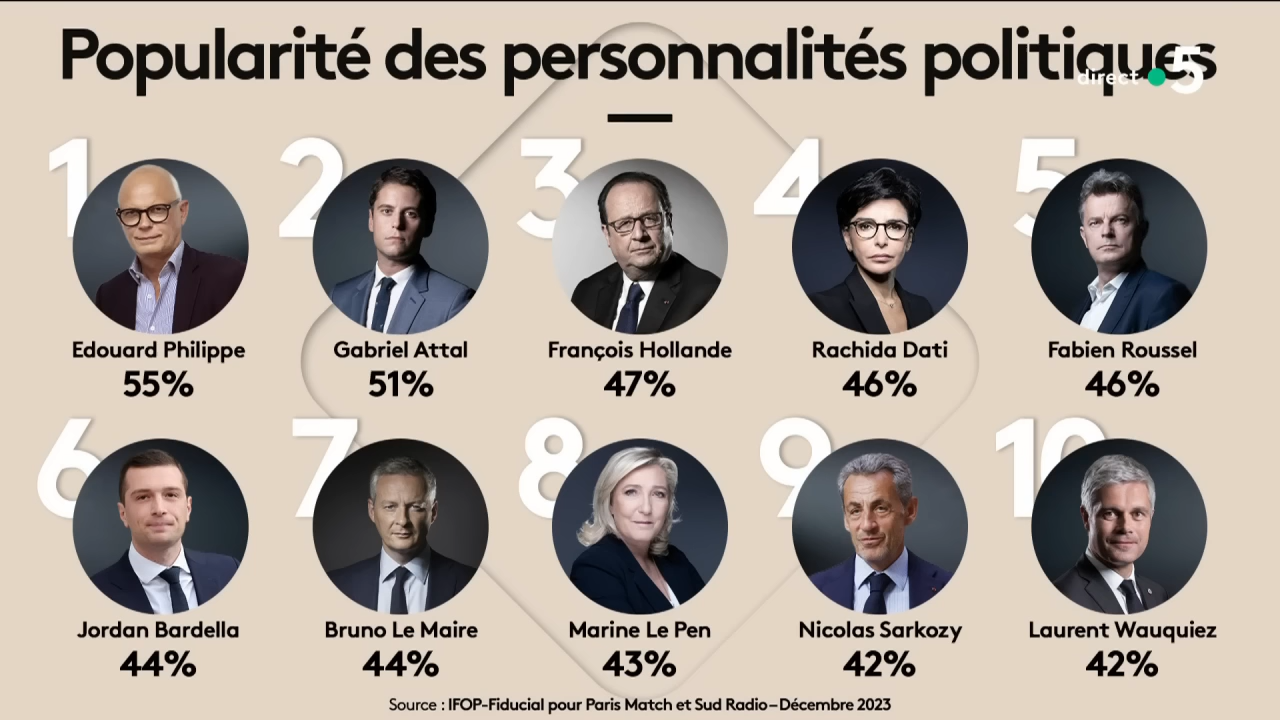 Popularité des personnalités politiques
direct 5
1 2 3 4 5
Edouard Philippe Gabriel Attal François Hollande Rachida Dati Fabien Roussel
55% 51% 47% 46% 46%
6 7 8 9 10
Jordan Bardella Bruno Le Maire Marine Le Pen Nicolas Sarkozy Laurent Wauquiez
44% 44% 43% 42% 42%
Source : IFOP-Fiducial pour Paris Match et Sud Radio – Décembre 2023